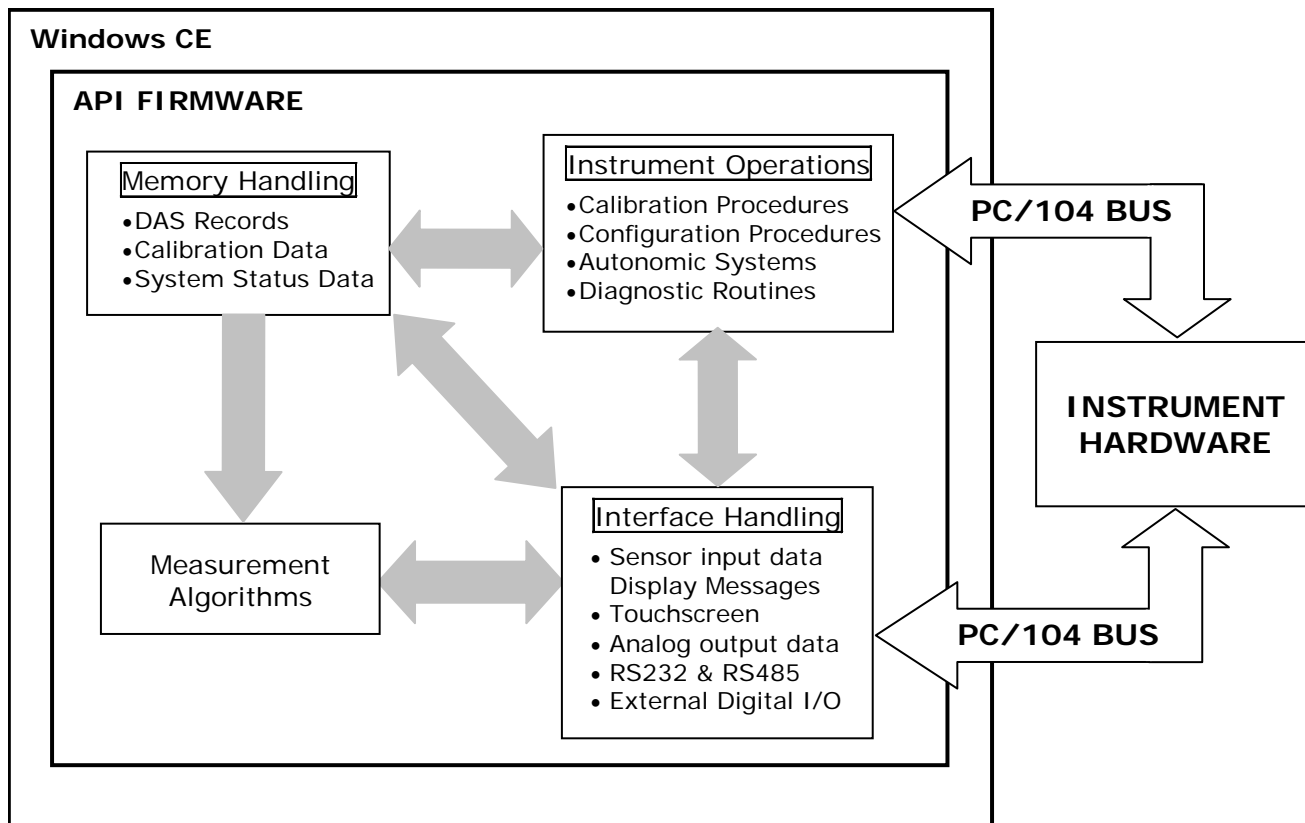 Windows CE
API FIRMWARE
Memory Handling
•DAS Records
•Calibration Data
•System Status Data
Instrument Operations
•Calibration Procedures
•Configuration Procedures
•Autonomic Systems
•Diagnostic Routines
PC/104 BUS
INSTRUMENT
HARDWARE
Measurement
Algorithms
Interface Handling
• Sensor input data
Display Messages
• Touchscreen
• Analog output data
• RS232 & RS485
• External Digital I/O
PC/104 BUS